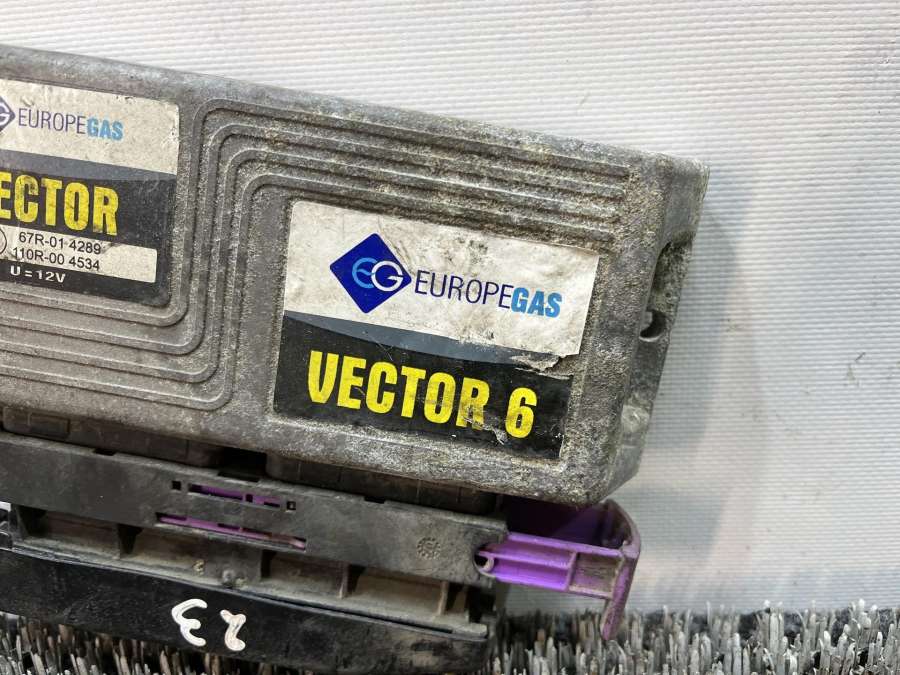 G EUROPEGAS
ECTOR
67R-01 4289
110R-00 4534
U = 12V
EG EUROPEGAS
VECTOR 6
23